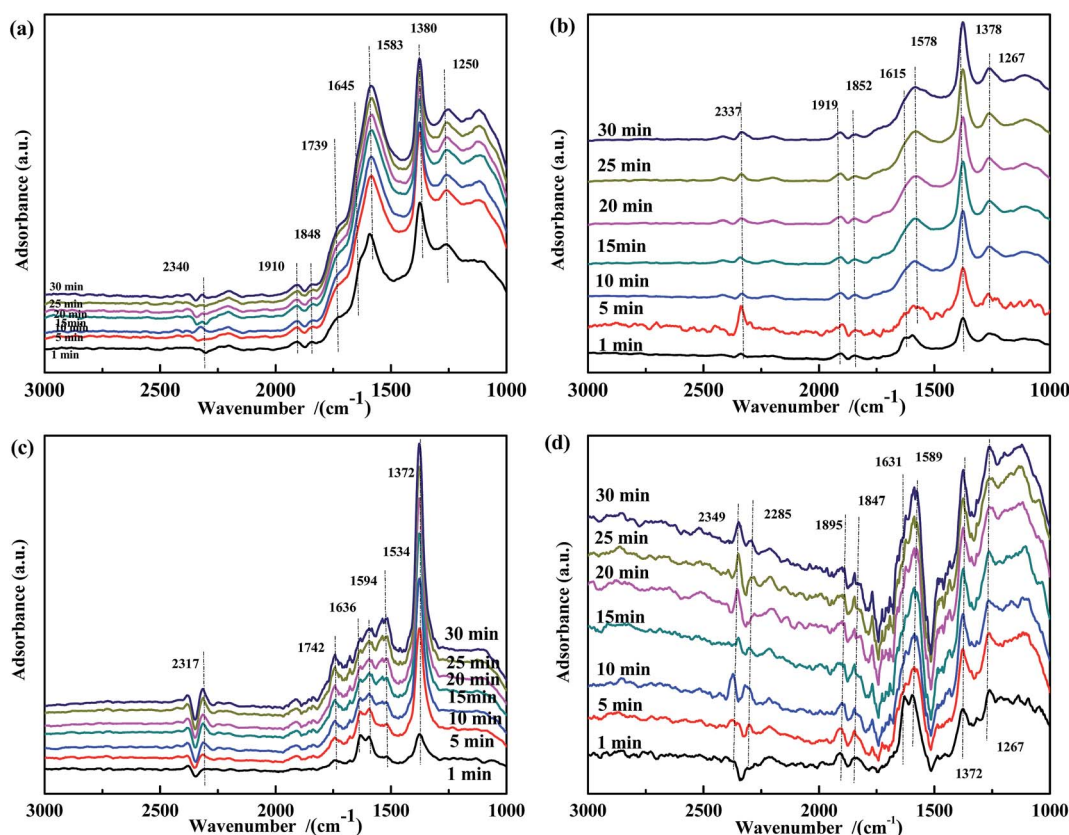 (a)
1380
1583
1250
1645
1739
1848
2340
1910
30 min
25 min
20 min
15min
10 min
5 min
1 min
3000 2500 2000 1500 1000
Wavenumber /(cm-1)
Absorbance (a.u.)
(b)
1578 1378
1615 1267
1852
1919
2337
30 min
25 min
20 min
15min
10 min
5 min
1 min
3000 2500 2000 1500 1000
Wavenumber /(cm-1)
Absorbance (a.u.)
(c)
1372
1534
1594
1636
1742
2317
30 min
25 min
20 min
15min
10 min
5 min
1 min
3000 2500 2000 1500 1000
Wavenumber /(cm-1)
Absorbance (a.u.)
(d)
1631 1589
1847
2349 2285 1895
30 min
25 min
20 min
15min
10 min
5 min
1 min
1267
1372
3000 2500 2000 1500 1000
Wavenumber /(cm-1)
Absorbance (a.u.)